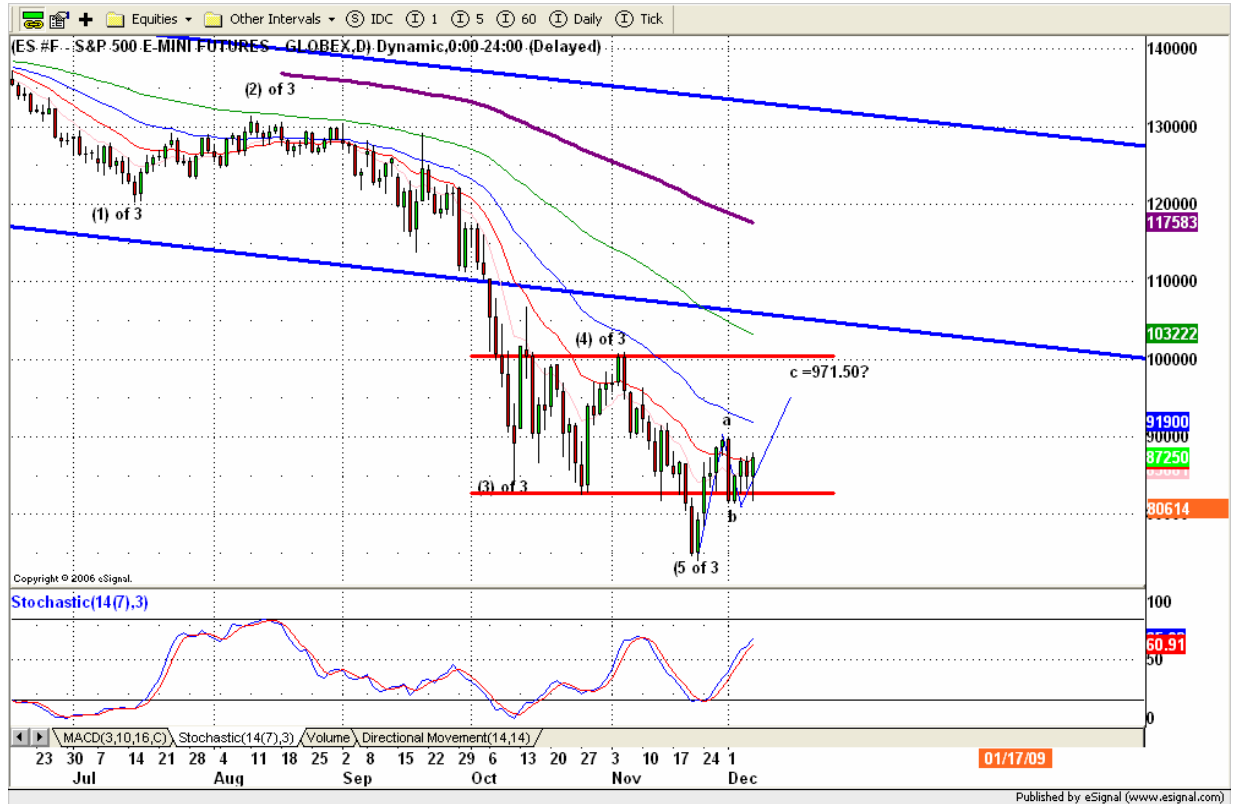 Equities Other Intervals S IDC I 1 I 5 I 60 I Daily I Tick
(ES #F - S&P 500 E-MINI FUTURES - GLOBEX,D) Dynamic,0:00-24:00 (Delayed)
140000
(2) of 3
130000
(1) of 3
120000
117583
110000
103222
(4) of 3
100000
c =971.50?
91900
a
90000
87250
(3) of 3
80614
b
(5 of 3
Copyright © 2006 eSignal.
Stochastic(14(7),3)
100
60.91
50
0
MACD(3,10,16,C) Stochastic(14(7),3) Volume Directional Movement(14,14)
23 30 7 14 21 28 4 11 18 25 2 8 15 22 29 6 13 20 27 3 10 17 24 1 01/17/09
Jul Aug Sep Oct Nov Dec
Published by eSignal (www.esignal.com)